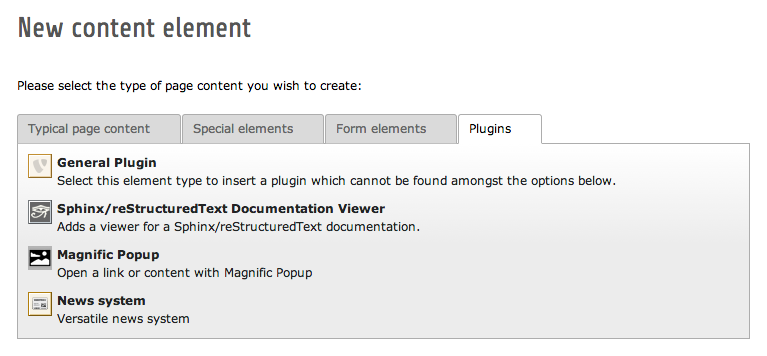 New content element
Please select the type of page content you wish to create:
Typical page content
Special elements
Form elements
Plugins
General Plugin
Select this element type to insert a plugin which cannot be found amongst the options below.
Sphinx/reStructuredText Documentation Viewer
Adds a viewer for a Sphinx/reStructuredText documentation.
Magnific Popup
Open a link or content with Magnific Popup
News system
Versatile news system